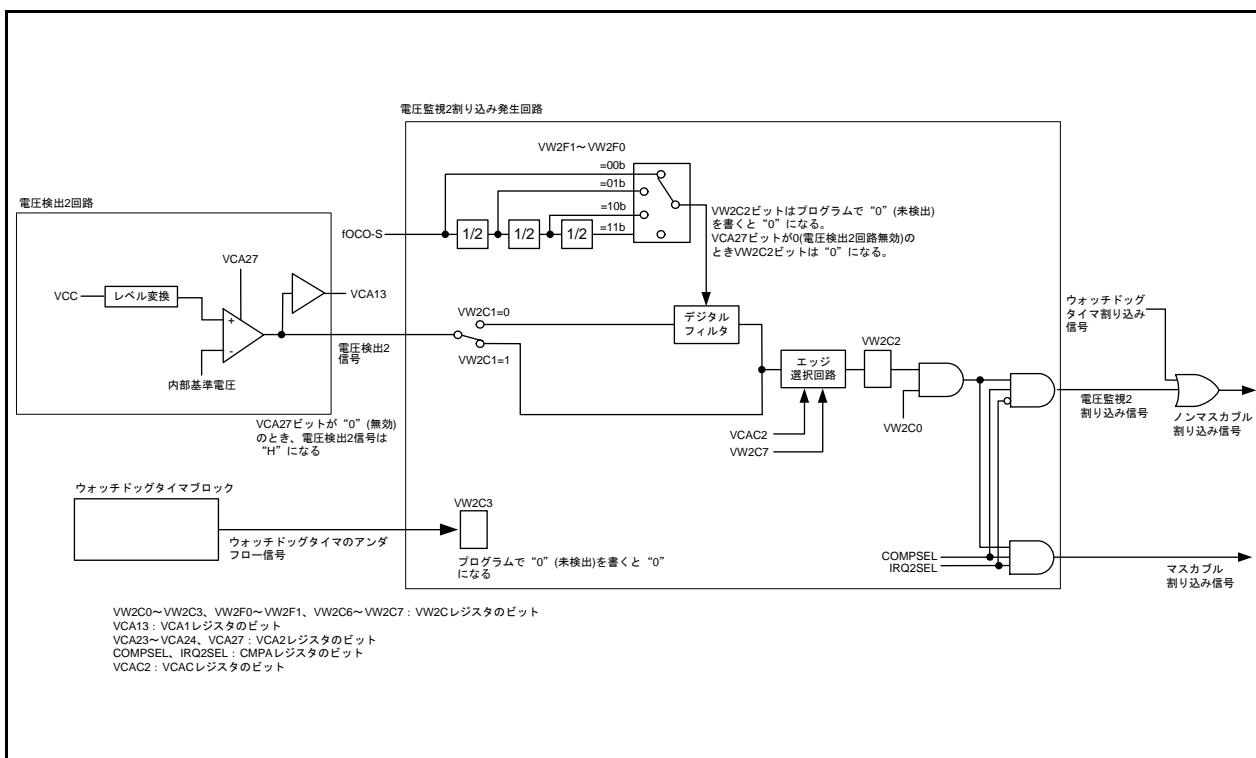 電圧監視2割り込み発生回路
VW2F1～VW2F0
=00b
=01b
=10b
=11b
fOCO-S
1/2
1/2
1/2
VW2C2ビットはプログラムで“0”(未検出)
を書くと“0”になる。
VCA27ビットが0(電圧検出2回路無効)の
ときVW2C2ビットは“0”になる。
電圧検出2回路
VCA27
VCC
レベル変換
VCA13
+
-
内部基準電圧
電圧検出2
信号
VW2C1=0
VW2C1=1
デジタル
フィルタ
エッジ
選択回路
VCAC2
VW2C7
VW2C2
VW2C0
ウォッチドッグ
タイマ割り込み
信号
電圧監視2
割り込み信号
ノンマスカブル
割り込み信号
VCA27ビットが“0”(無効)
のとき、電圧検出2信号は
“H”になる
ウォッチドッグタイマブロック
ウォッチドッグタイマのアンダ
フロー信号
VW2C3
プログラムで“0”(未検出)を書くと“0”
になる
COMPSEL
IRQ2SEL
マスカブル
割り込み信号
VW2C0～VW2C3、VW2F0～VW2F1、VW2C6～VW2C7：VW2Cレジスタのビット
VCA13：VCA1レジスタのビット
VCA23～VCA24、VCA27：VCA2レジスタのビット
COMPSEL、IRQ2SEL：CMPAレジスタのビット
VCAC2：VCACレジスタのビット